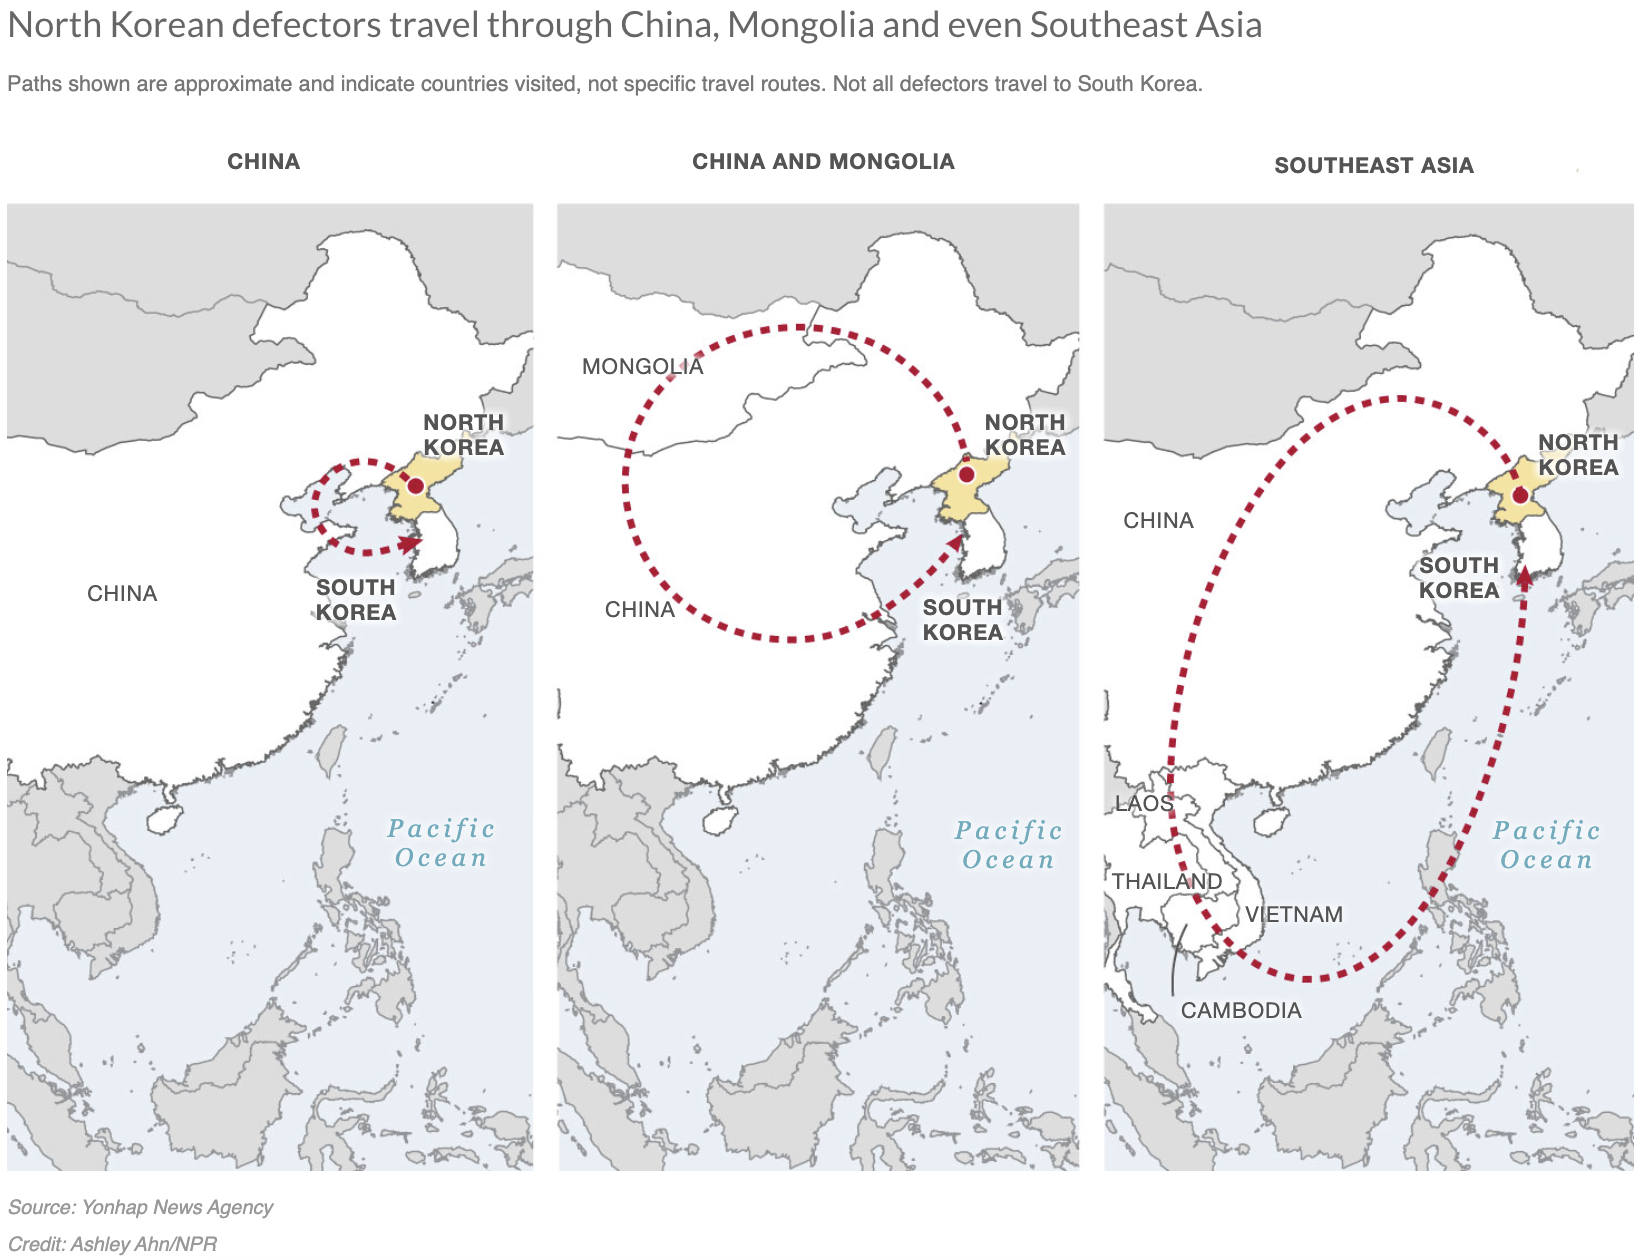 North Korean defectors travel through China, Mongolia and even Southeast Asia
Paths shown are approximate and indicate countries visited, not specific travel routes. Not all defectors travel to South Korea.
CHINA
NORTH
KOREA
SOUTH
KOREA
CHINA
Pacific
Ocean
CHINA AND MONGOLIA
MONGOLIA
NORTH
KOREA
CHINA
SOUTH
KOREA
Pacific
Ocean
SOUTHEAST ASIA
NORTH
KOREA
CHINA
SOUTH
KOREA
LAOS
Pacific
Ocean
THAILAND
VIETNAM
CAMBODIA
Source: Yonhap News Agency
Credit: Ashley Ahn/NPR